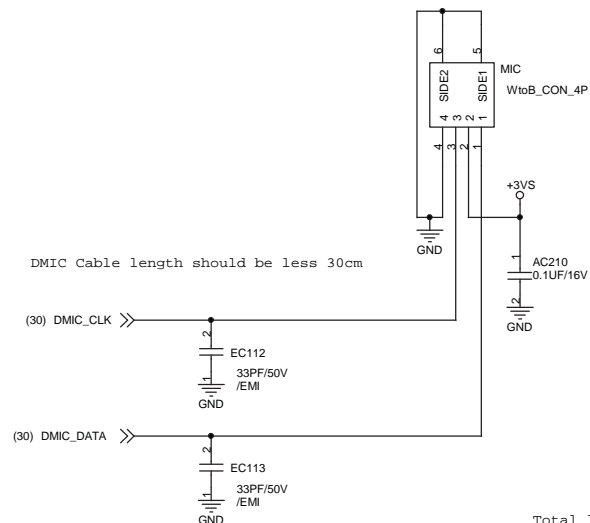 6
5
SIDE2
SIDE1
MIC
WtoB_CON_4P
4
3
2
1
4
3
2
1
+3VS
GND
1
AC210
0.1UF/16V
2
GND
DMIC Cable length should be less 30cm
(30) DMIC_CLK
2
EC112
1
33PF/50V
/EMI
GND
(30) DMIC_DATA
2
EC113
1
33PF/50V
/EMI
GND
Total